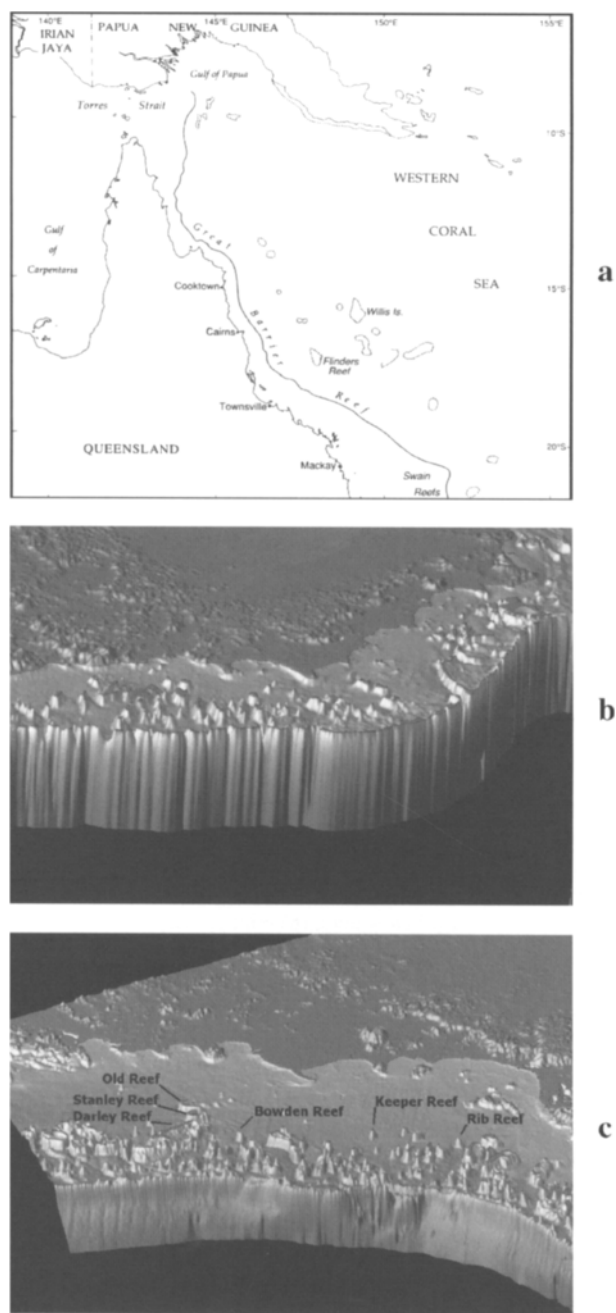 140°E
145°E
150°E
155°E
IRIAN JAYA
PAPUA NEW GUINEA
Gulf of Papua
Torres Strait
10°S
WESTERN
CORAL
SEA
Gulf of Carpentaria
Great Barrier Reef
Cooktown
15°S
Willis Is.
Cairns
Flinders Reef
Townsville
QUEENSLAND
Mackay
20°S
Swain Reefs
a
b
Old Reef
Stanley Reef
Darley Reef
Bowden Reef
Keeper Reef
Rib Reef
c